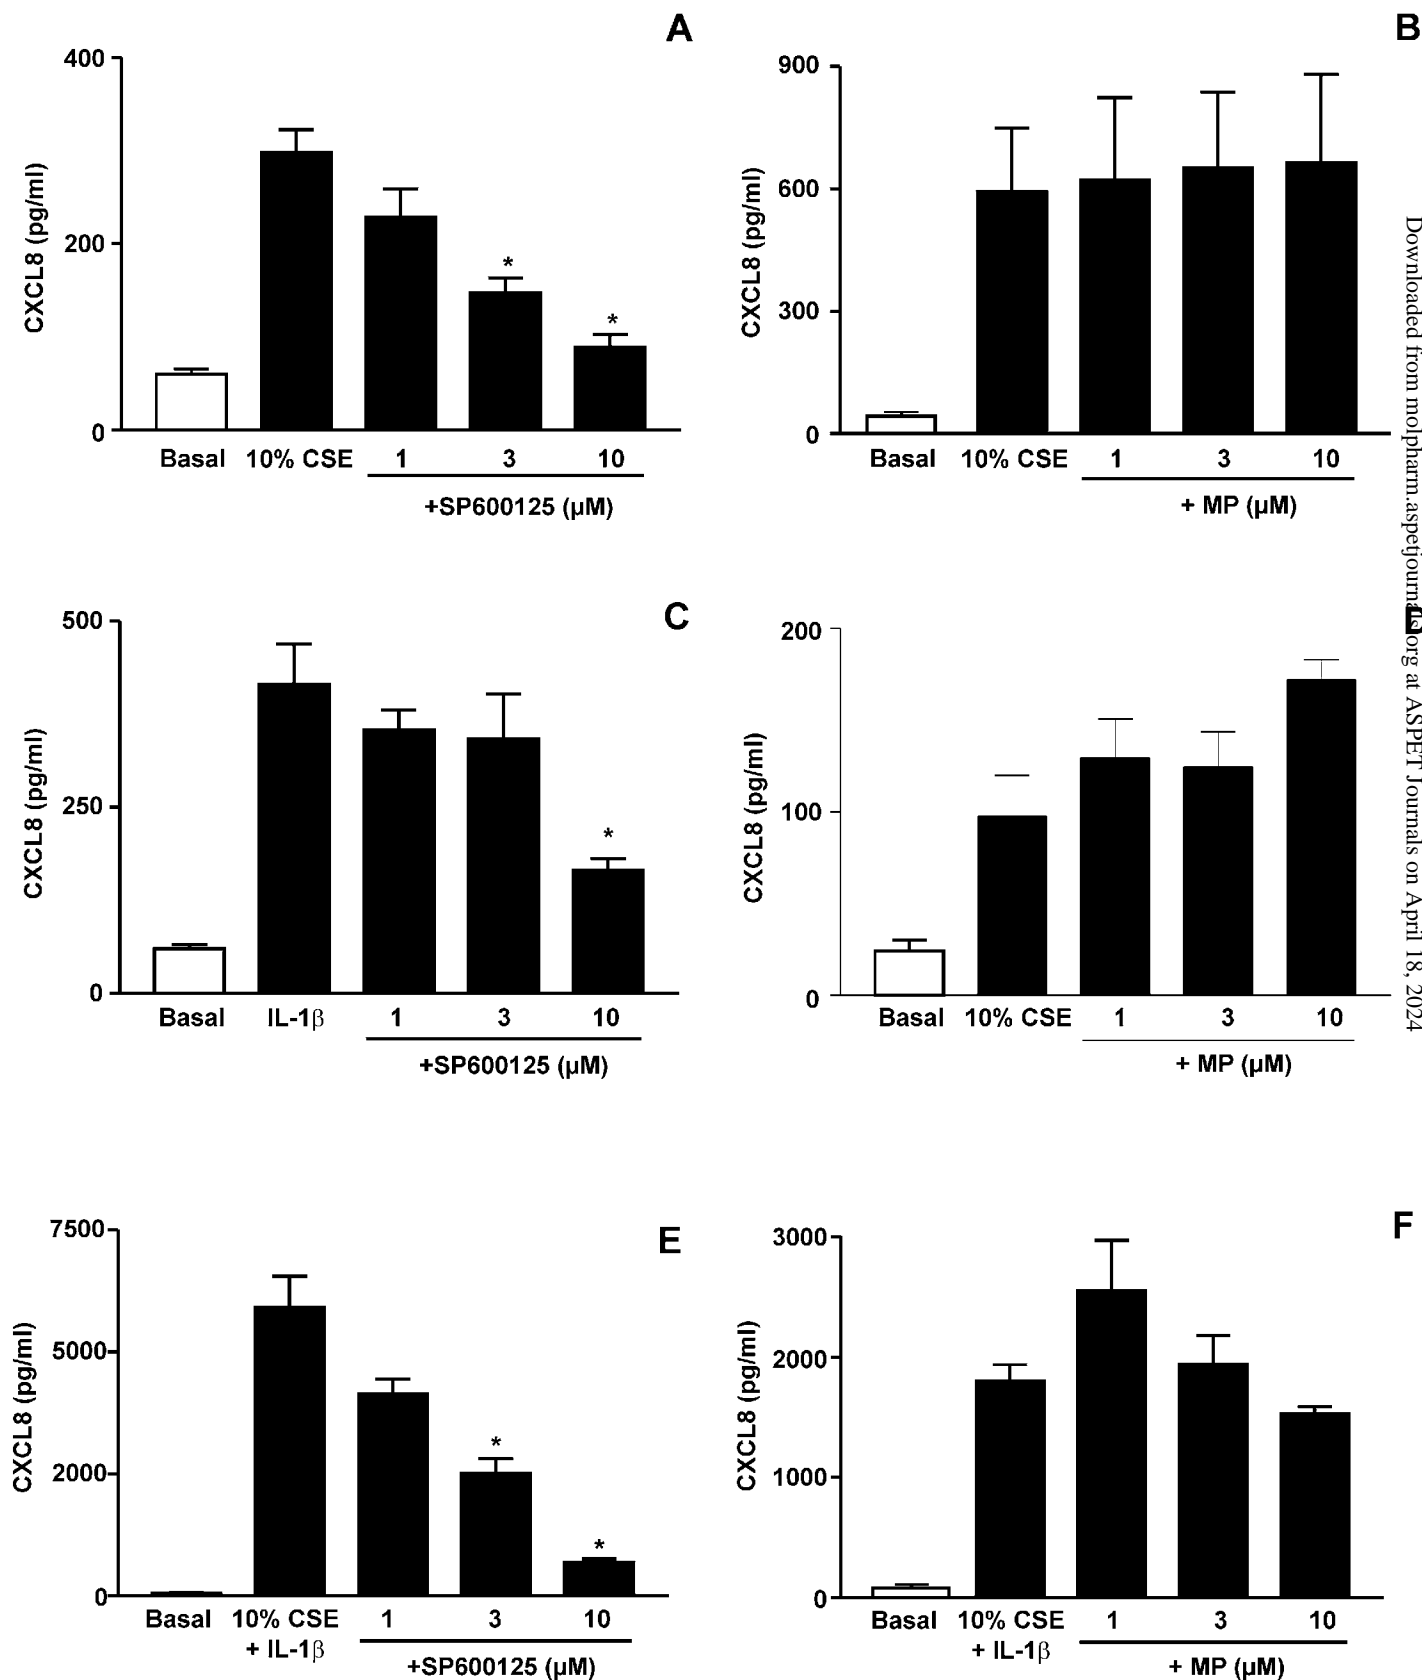 A
400
200
0
CXCL8 (pg/ml)
Basal 10% CSE 1 3 10
+SP600125 (µM)
B
900
600
300
0
CXCL8 (pg/ml)
Basal 10% CSE 1 3 10
+ MP (µM)
C
500
250
0
CXCL8 (pg/ml)
Basal IL-1β 1 3 10
+SP600125 (µM)
200
100
0
CXCL8 (pg/ml)
Basal 10% CSE 1 3 10
+ MP (µM)
E
7500
5000
2000
0
CXCL8 (pg/ml)
Basal 10% CSE 1 3 10
+ IL-1β
+SP600125 (µM)
F
3000
2000
1000
0
CXCL8 (pg/ml)
Basal 10% CSE 1 3 10
+ IL-1β
+ MP (µM)
*
*
*
*
*
Downloaded from molpharm.aspetjournals.org at ASPET Journals on April 18, 2024